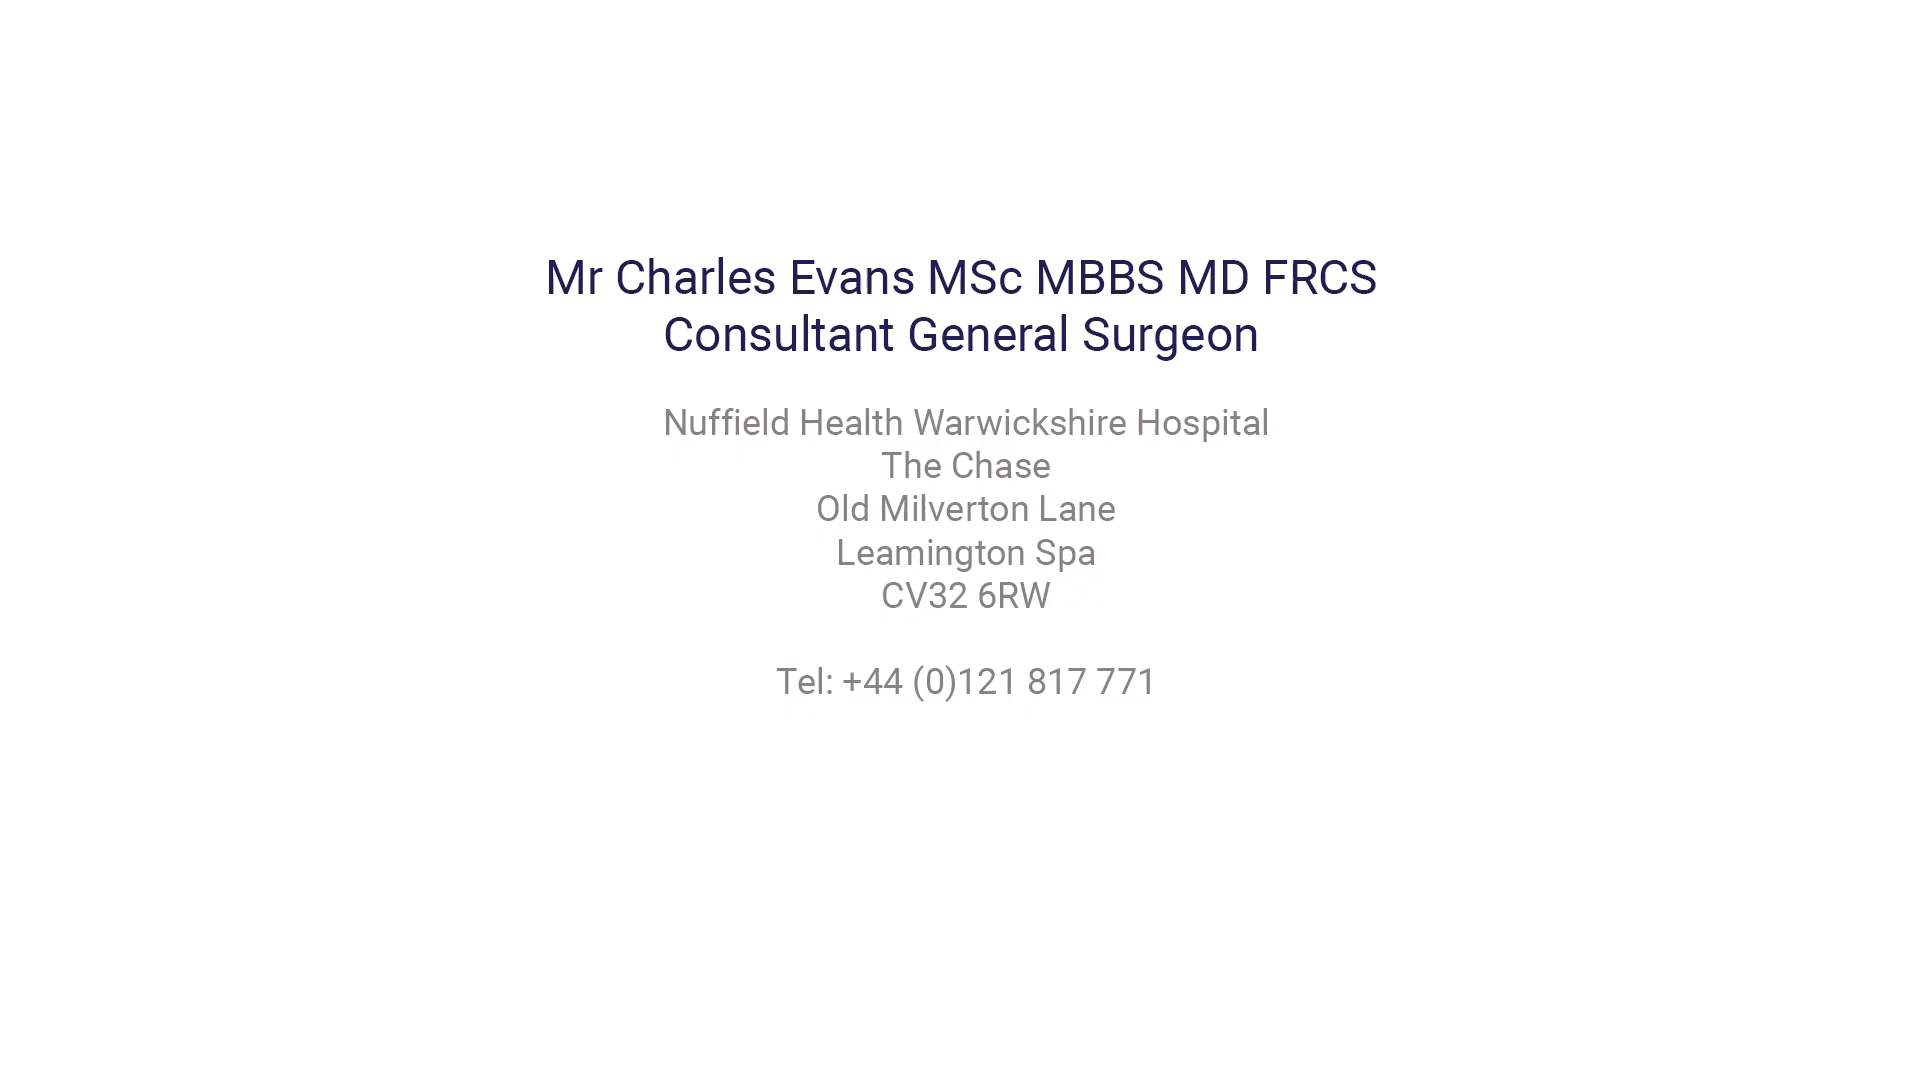 Mr Charles Evans MSc MBBS MD FRCS
Consultant General Surgeon
Nuffield Health Warwickshire Hospital
The Chase
Old Milverton Lane
Leamington Spa
CV32 6RW
Tel: +44 (0)121 817 771